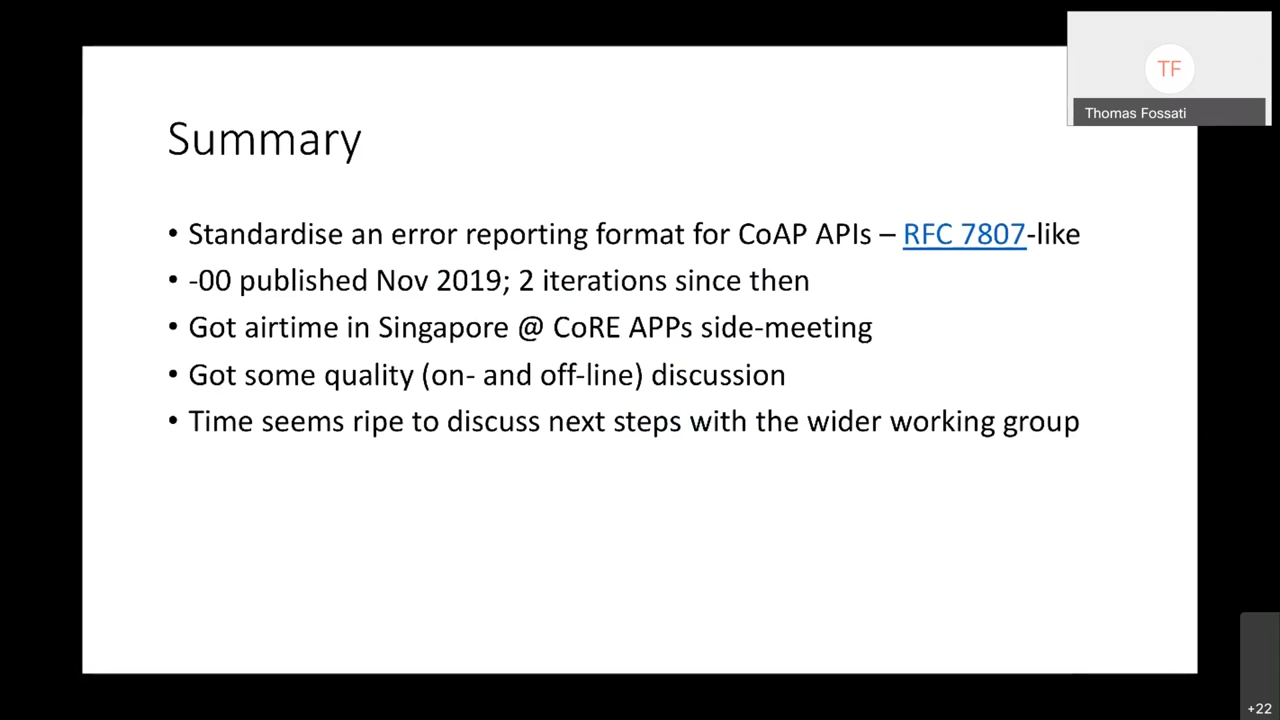 TF
Thomas Fossati
Summary
• Standardise an error reporting format for CoAP APIs – RFC 7807-like
• -00 published Nov 2019; 2 iterations since then
• Got airtime in Singapore @ CoRE APPs side-meeting
• Got some quality (on- and off-line) discussion
• Time seems ripe to discuss next steps with the wider working group
+22